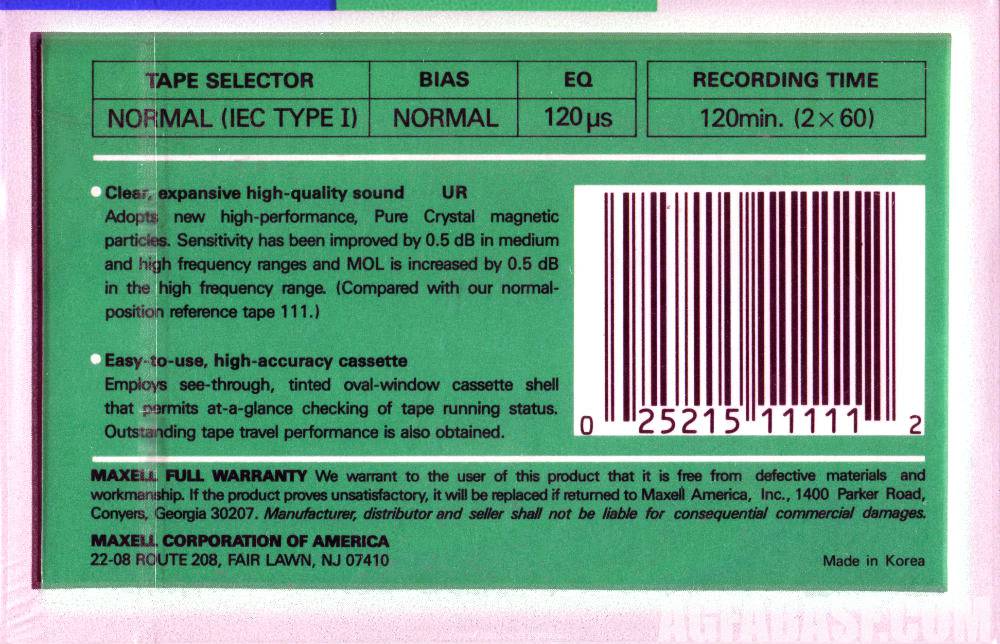 TAPE SELECTOR BIAS EQ RECORDING TIME
NORMAL (IEC TYPE I) NORMAL 120 µs 120min. (2 × 60)
● Clear, expansive high-quality sound UR
Adopts new high-performance, Pure Crystal magnetic
particles. Sensitivity has been improved by 0.5 dB in medium
and high frequency ranges and MOL is increased by 0.5 dB
in the high frequency range. (Compared with our normal-
position reference tape 111.)
● Easy-to-use, high-accuracy cassette
Employs see-through, tinted oval-window cassette shell
that permits at-a-glance checking of tape running status.
Outstanding tape travel performance is also obtained.
0 25215 11111 2
MAXELL FULL WARRANTY We warrant to the user of this product that it is free from defective materials and
workmanship. If the product proves unsatisfactory, it will be replaced if returned to Maxell America, Inc., 1400 Parker Road,
Conyers, Georgia 30207. Manufacturer, distributor and seller shall not be liable for consequential commercial damages.
MAXELL CORPORATION OF AMERICA
22-08 ROUTE 208, FAIR LAWN, NJ 07410
Made in Korea
AGFABASF.COM